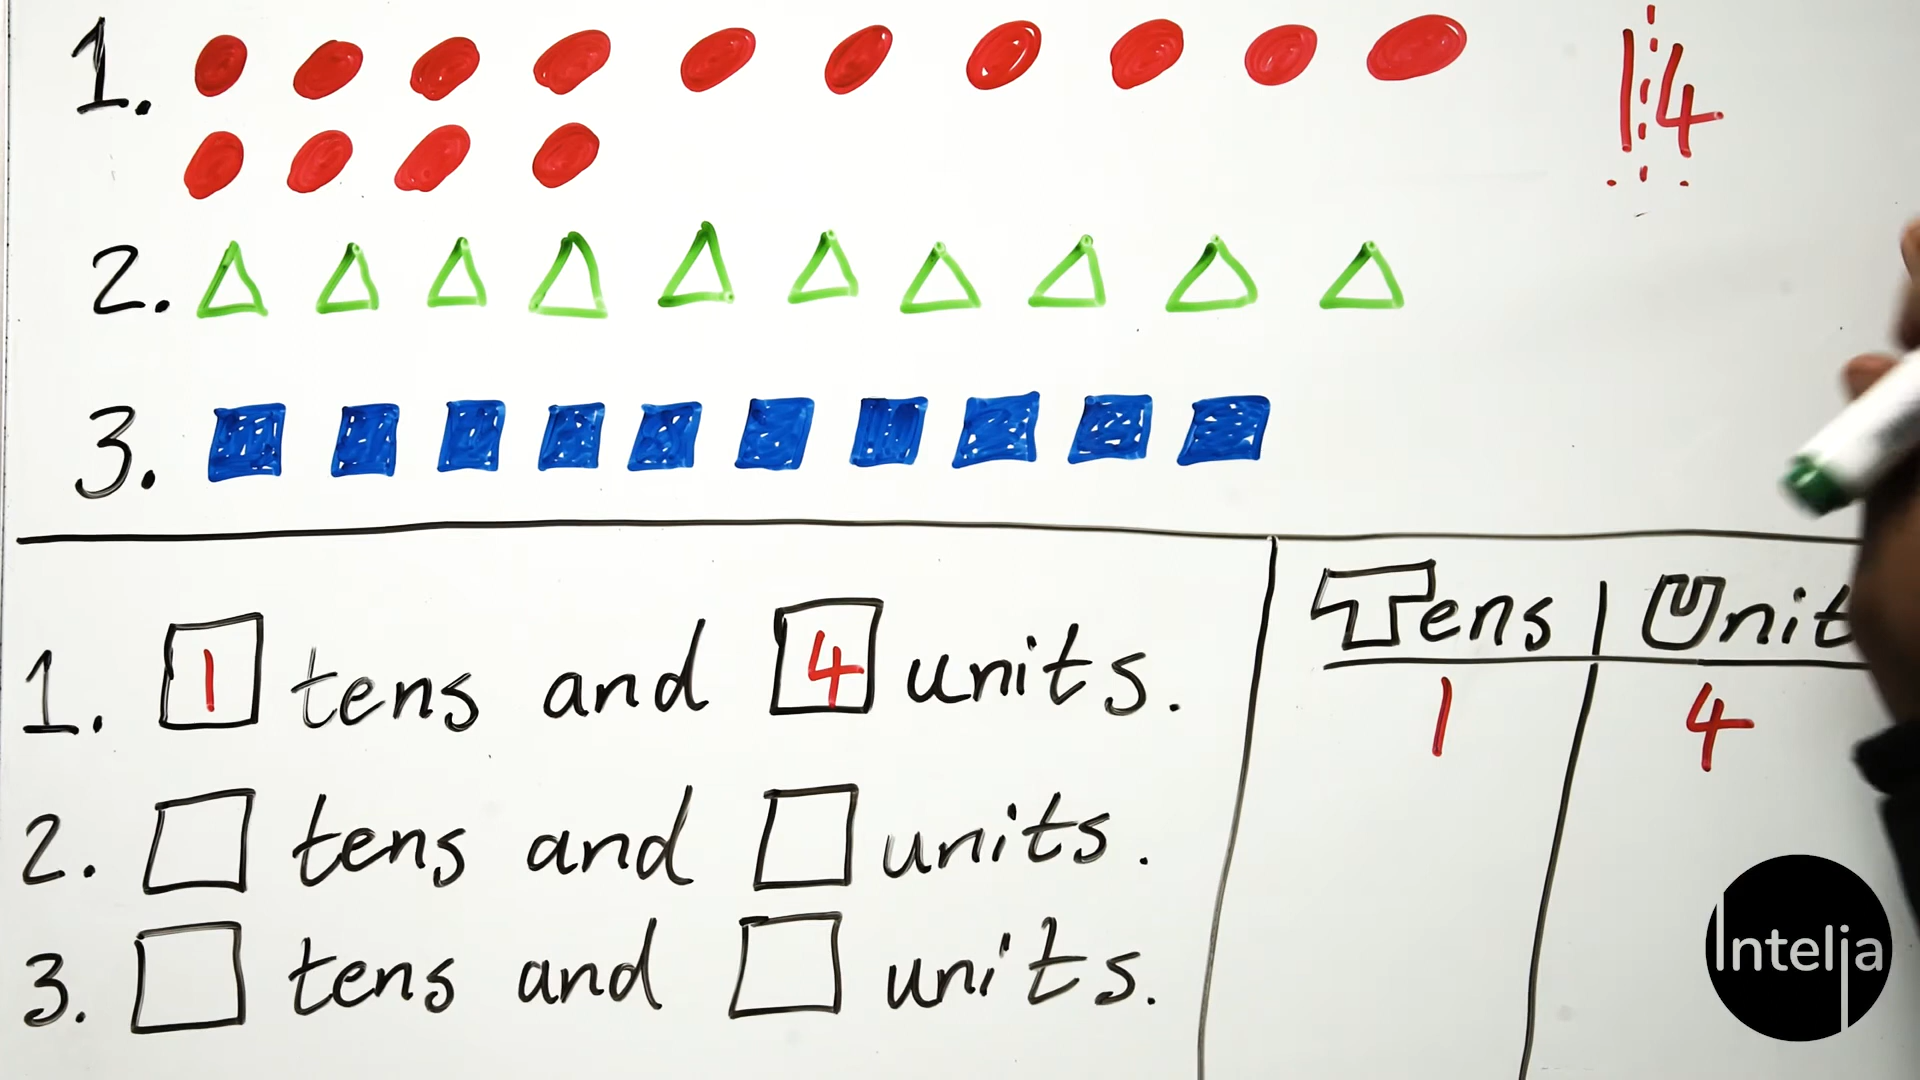 1.
14
2.
3.
Tens | Unit
1. 1 tens and 4 units.
1 4
2. tens and units.
3. tens and units.
Intelja